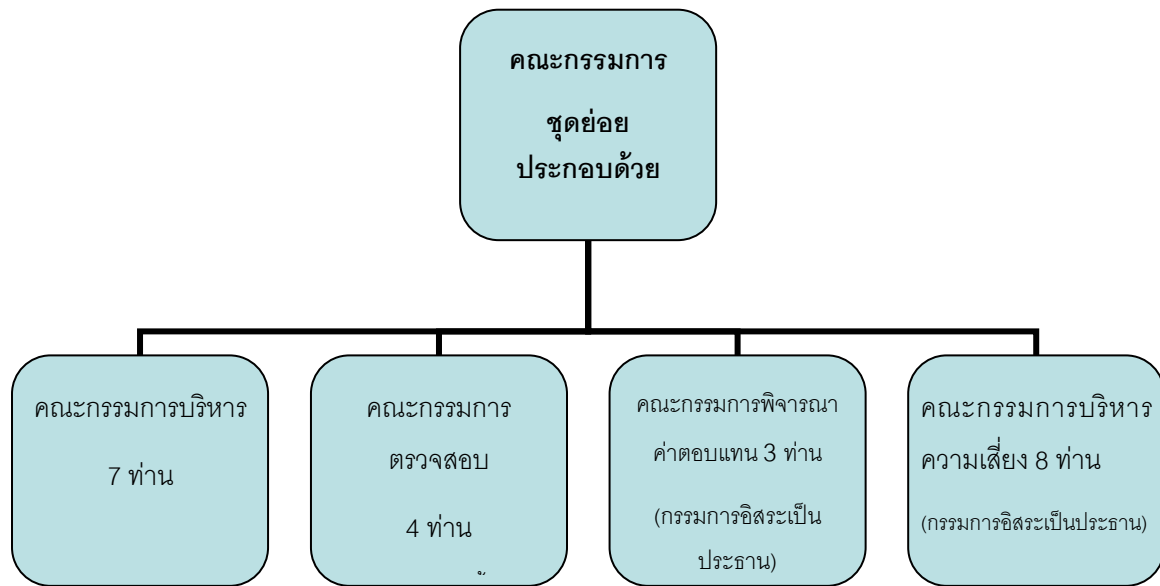 คณะกรรมการ
ชุดย่อย
ประกอบด้วย
คณะกรรมการบริหาร
7 ท่าน
คณะกรรมการ
ตรวจสอบ
4 ท่าน
คณะกรรมการพิจารณา
ค่าตอบแทน 3 ท่าน
(กรรมการอิสระเป็น
ประธาน)
คณะกรรมการบริหาร
ความเสี่ยง 8 ท่าน
(กรรมการอิสระเป็นประธาน)